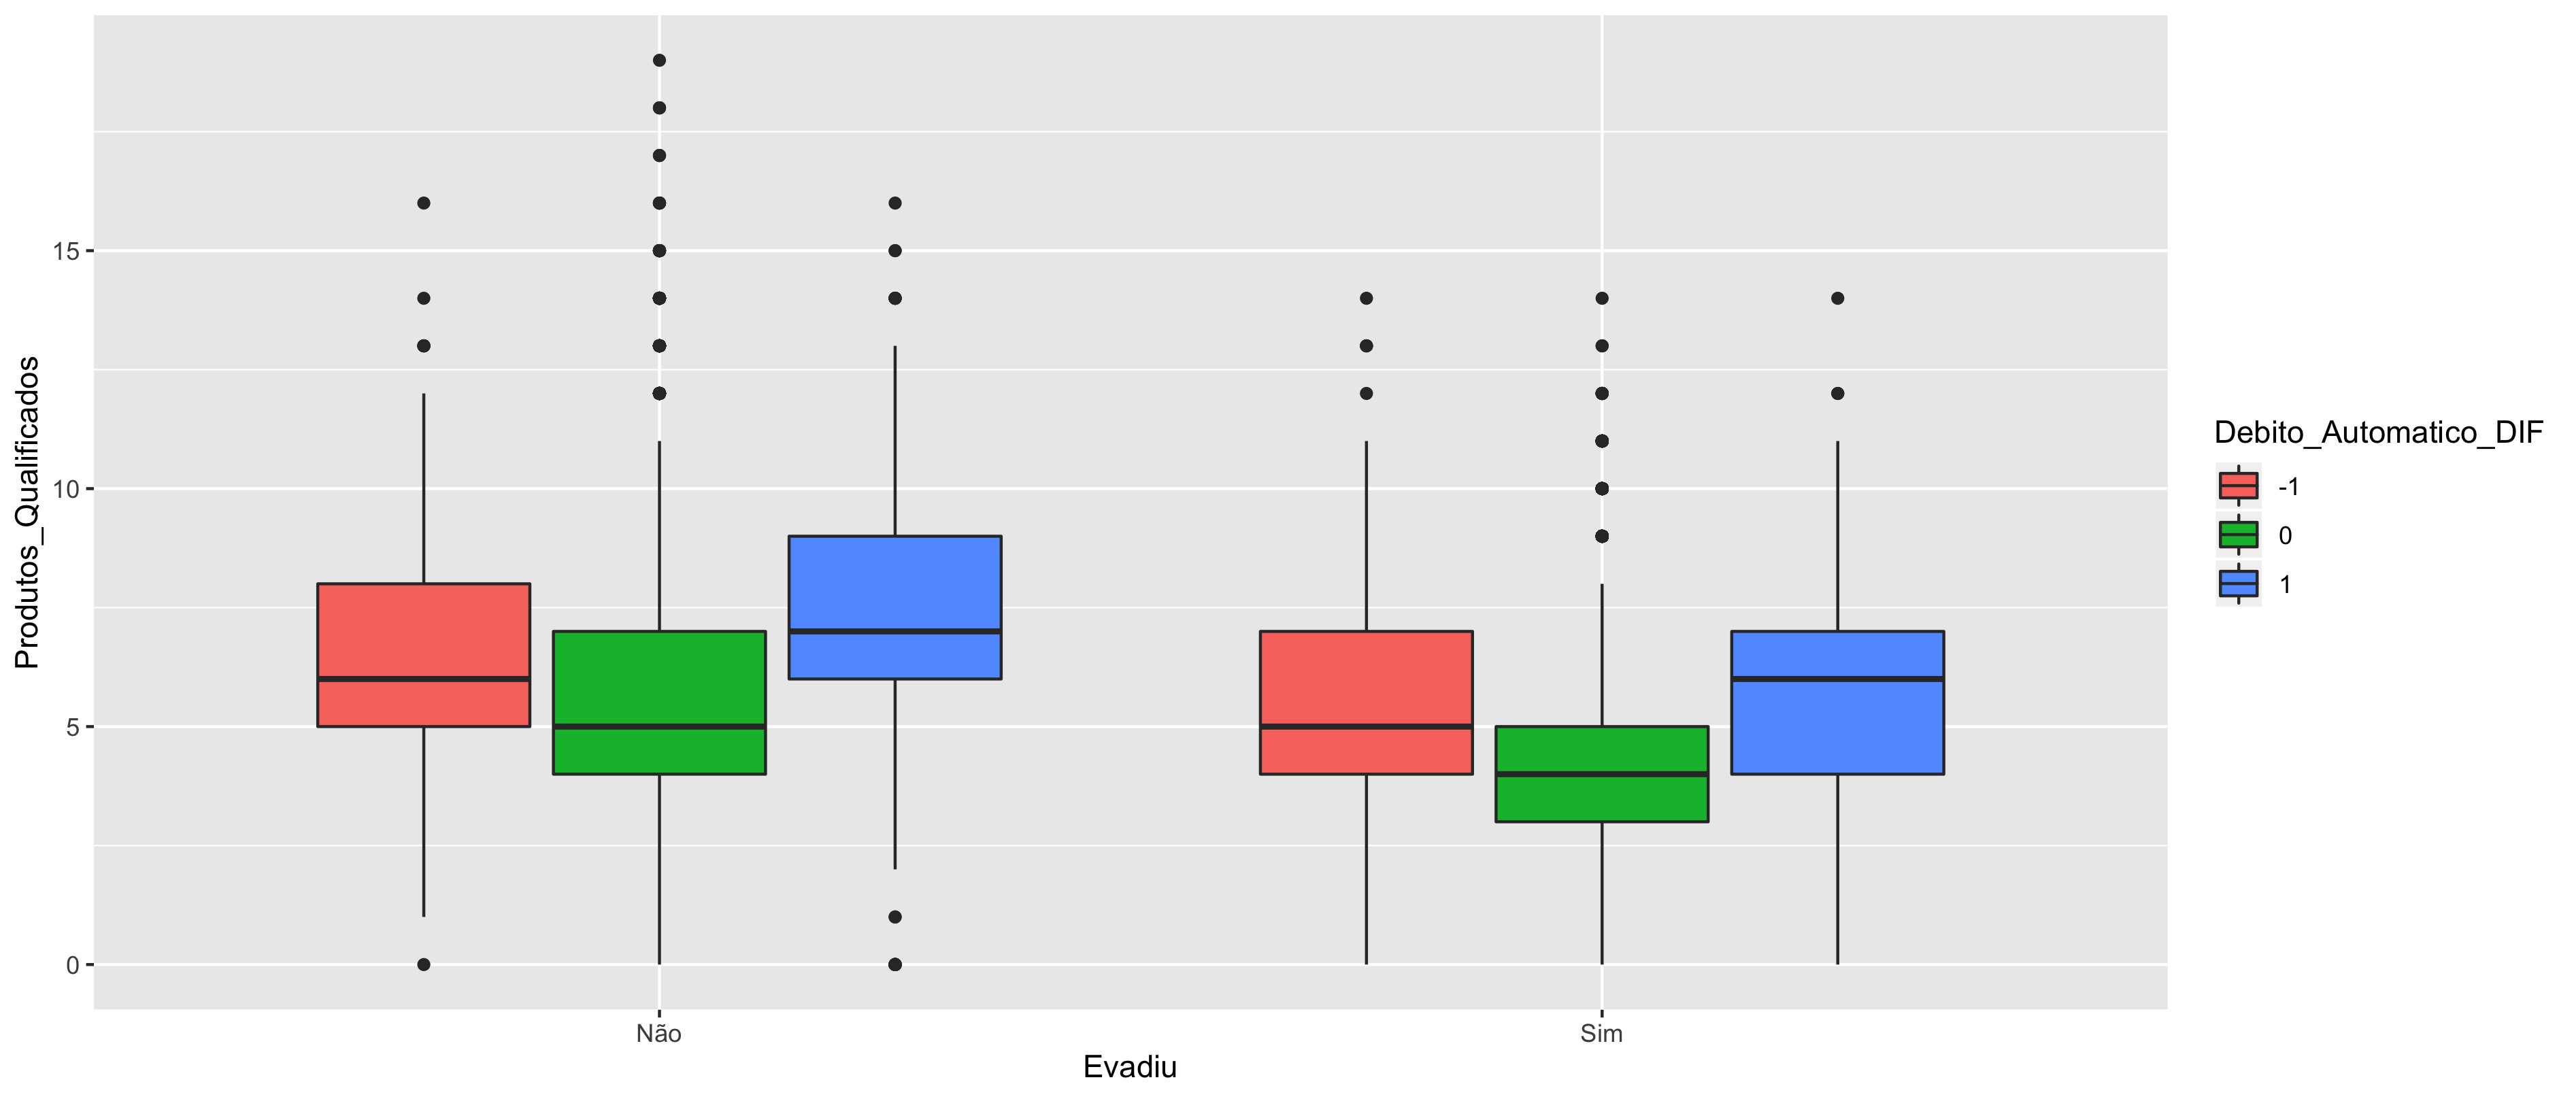 Produtos_Qualificados
15
10
5
0
Não
Sim
Evadiu
Debito_Automatico_DIF
-1
0
1